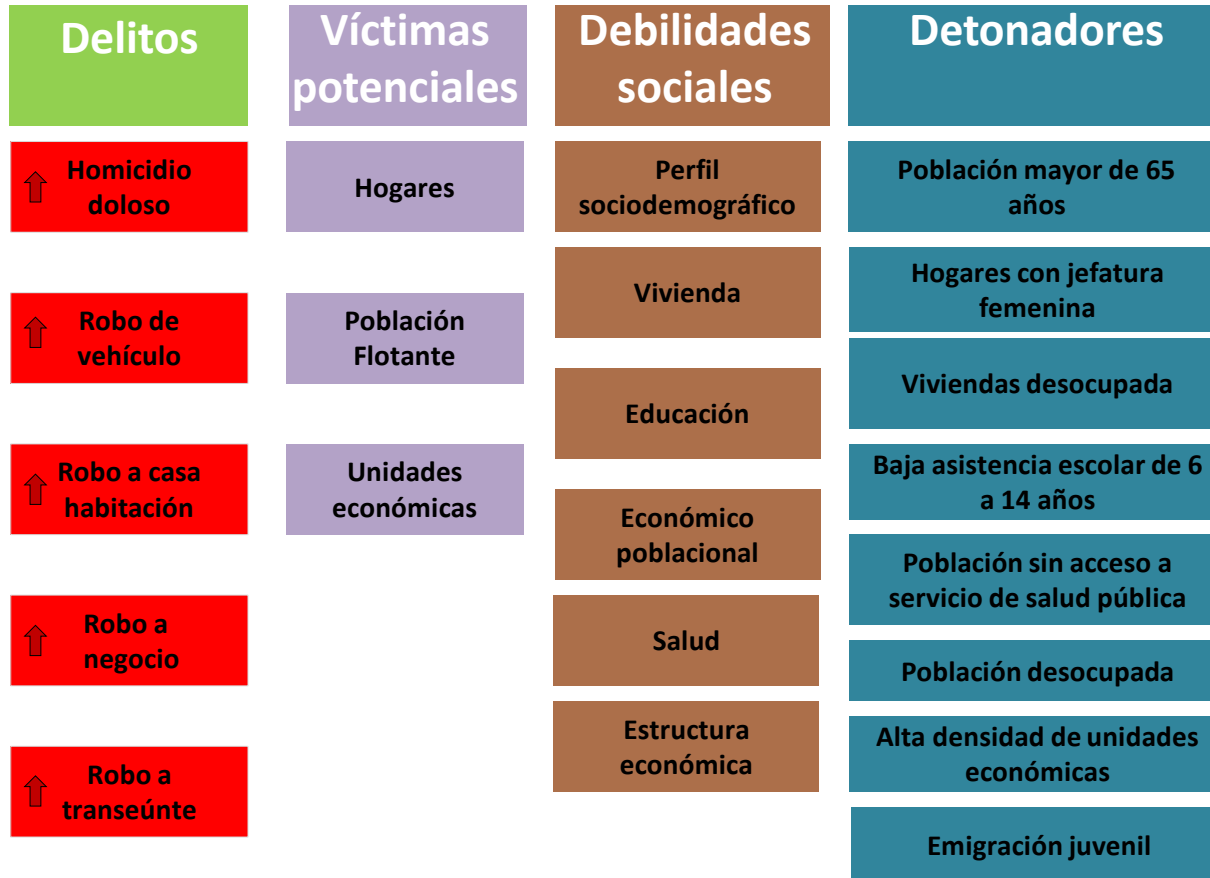 Delitos
Homicidio
doloso
Robo de
vehículo
Robo a casa
habitación
Robo a
negocio
Robo a
transeúnte
Víctimas
potenciales
Hogares
Población
Flotante
Unidades
económicas
Debilidades
sociales
Perfil
sociodemográfico
Vivienda
Educación
Económico
poblacional
Salud
Estructura
económica
Detonadores
Población mayor de 65
años
Hogares con jefatura
femenina
Viviendas desocupada
Baja asistencia escolar de 6
a 14 años
Población sin acceso a
servicio de salud pública
Población desocupada
Alta densidad de unidades
económicas
Emigración juvenil